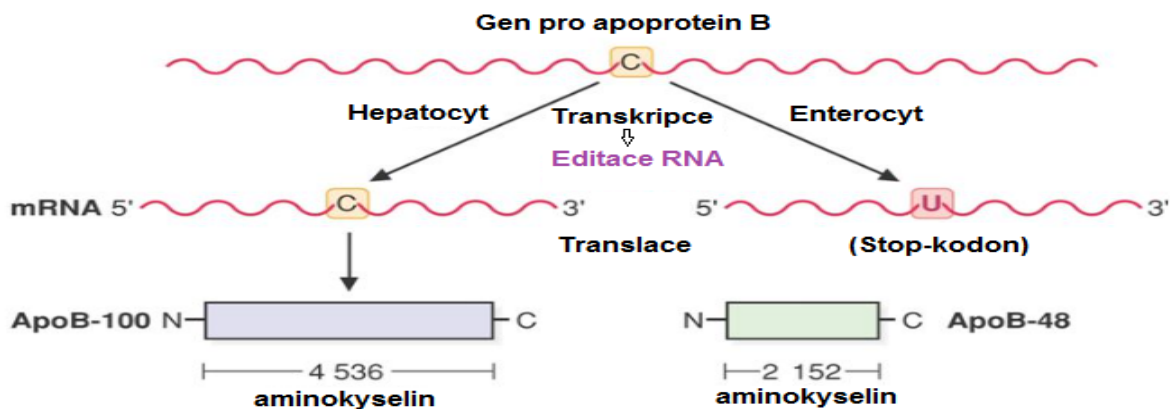 Gen pro apoprotein B
C
Hepatocyt Transkripce Enterocyt
Editace RNA
mRNA 5' C 3' 5' U 3'
Translace (Stop-kodon)
ApoB-100 N C N C ApoB-48
4 536 2 152
aminokyselin aminokyselin